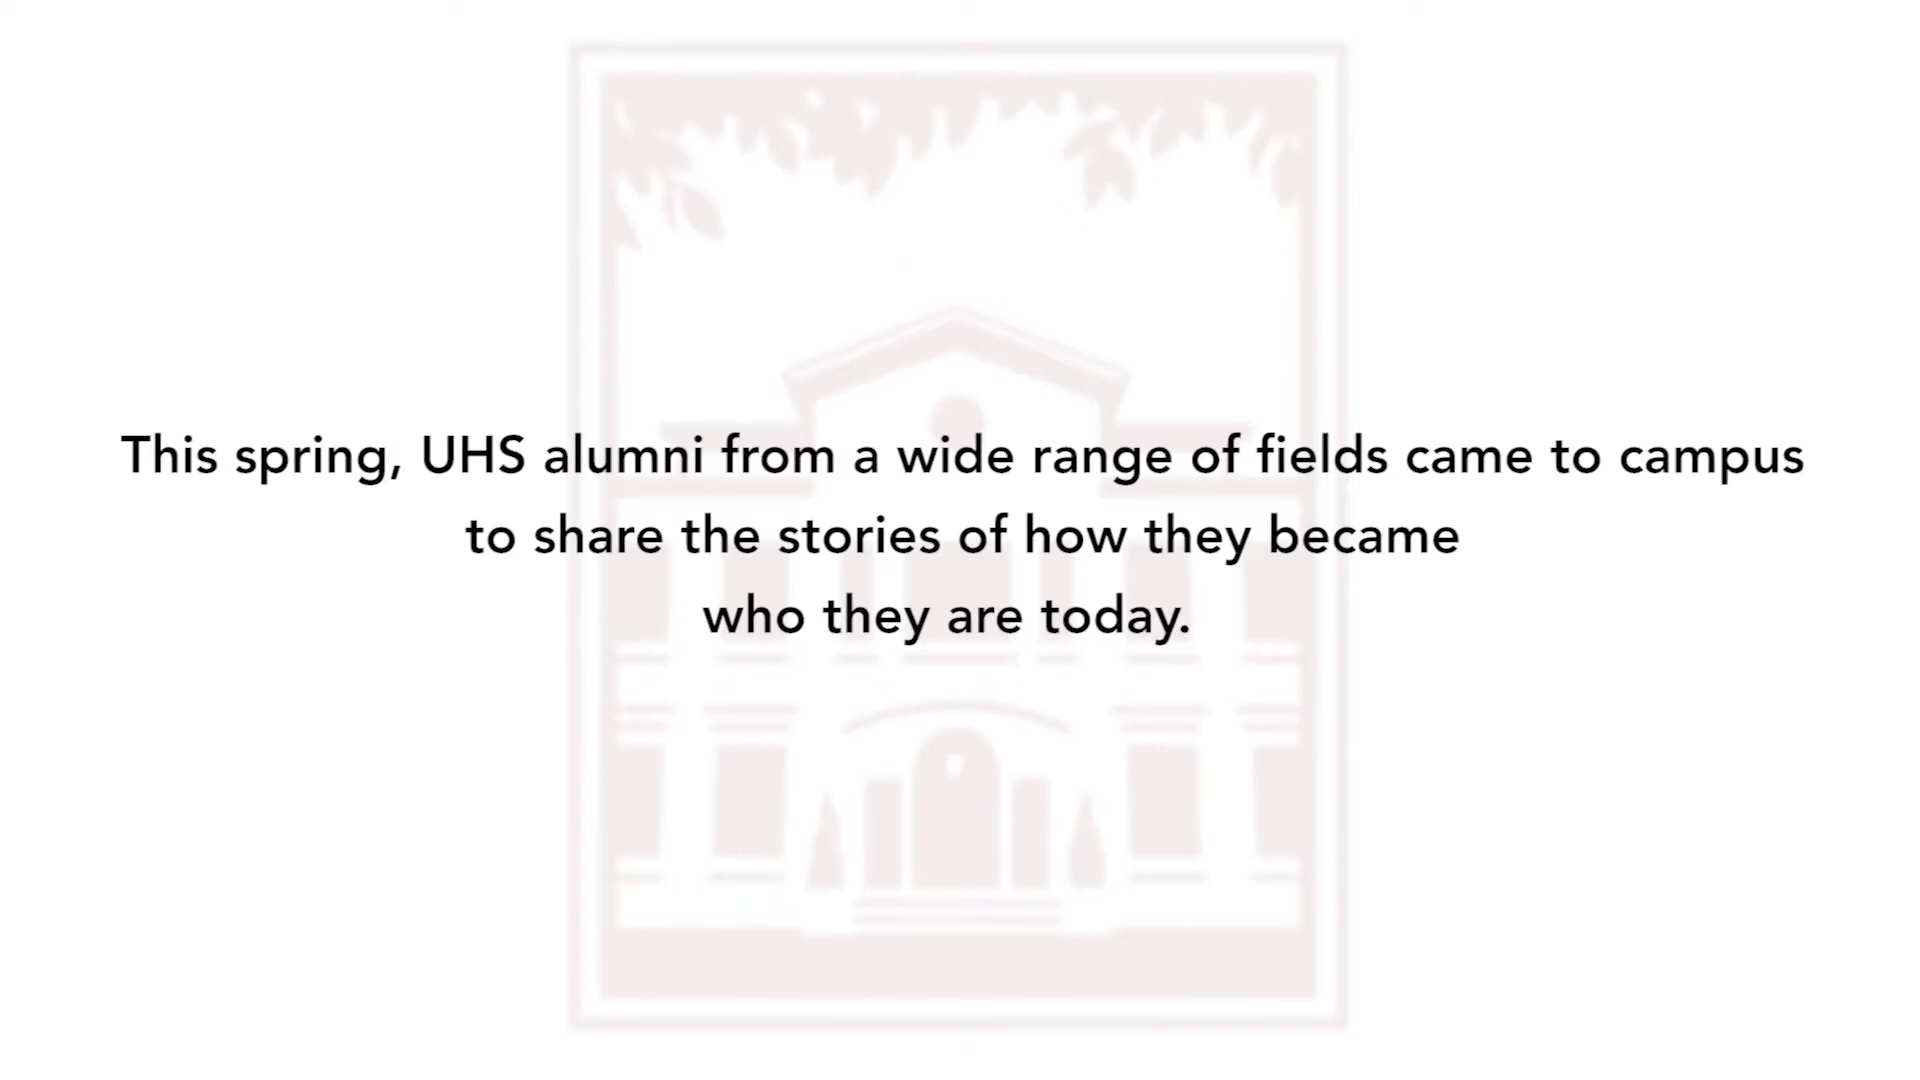 This spring, UHS alumni from a wide range of fields came to campus
to share the stories of how they became
who they are today.